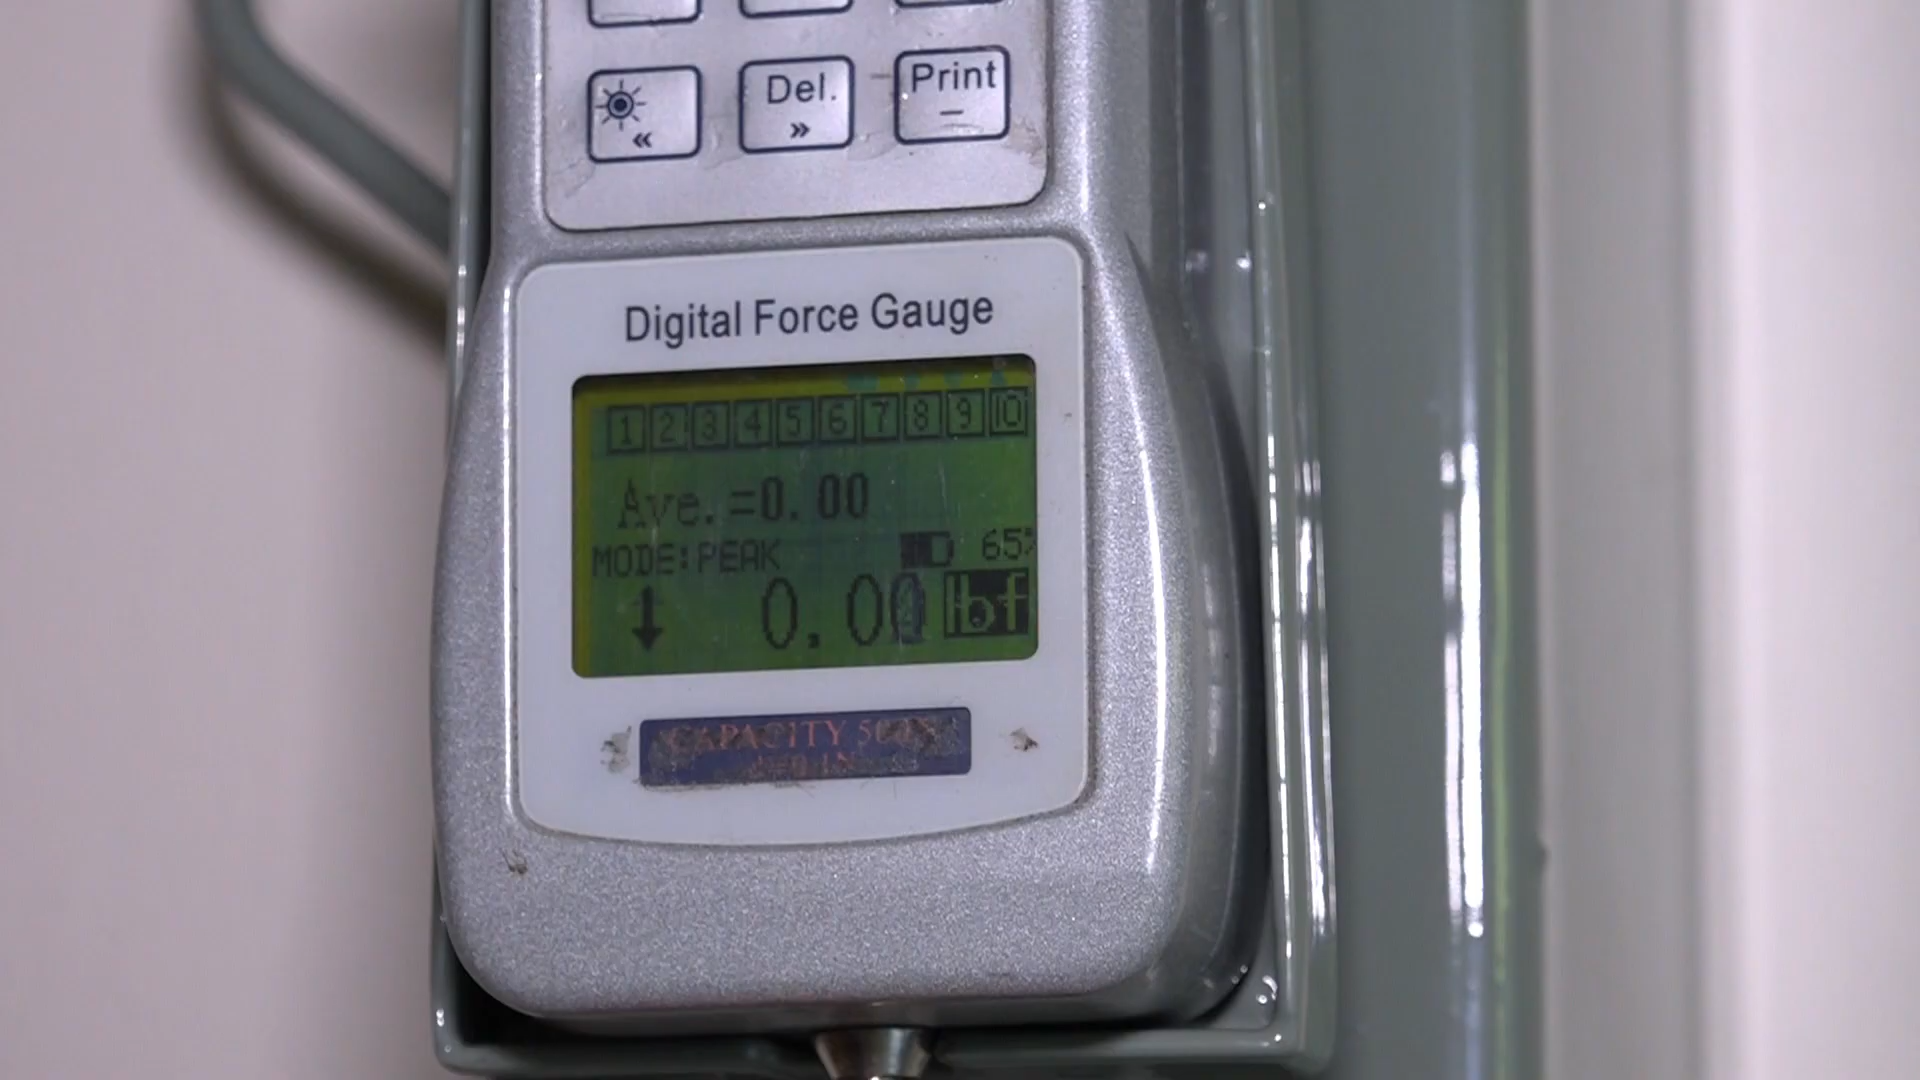 «
Del.
»
Print
–
Digital Force Gauge
1 2 3 4 5 6 7 8 9 10
Ave.=0.00
MODE:PEAK 65%
0.00 lbf
CAPACITY